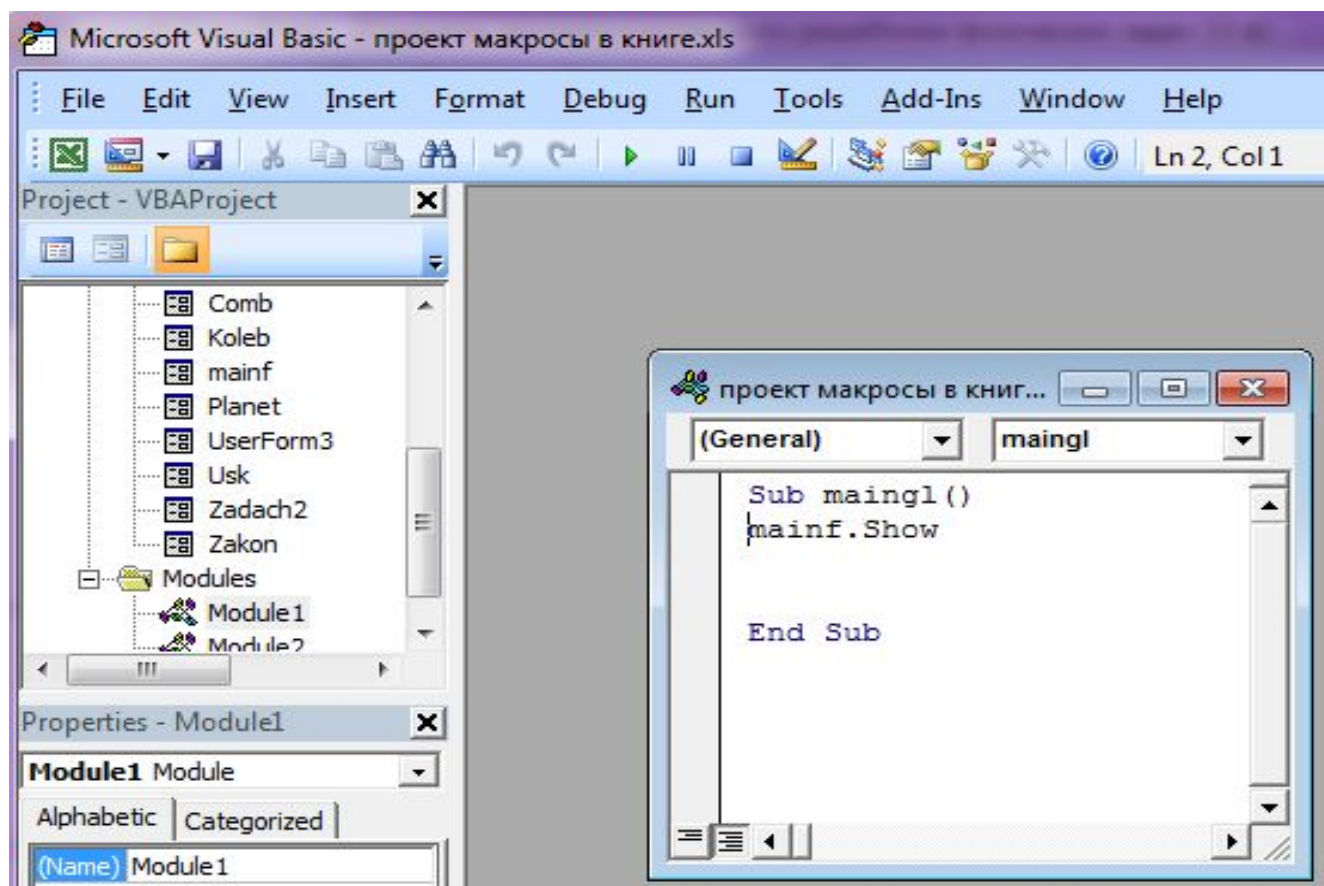 Microsoft Visual Basic - проект макросы в книге.xls
File Edit View Insert Format Debug Run Tools Add-Ins Window Help
Ln 2, Col 1
Project - VBAProject
Comb
Koleb
mainf
Planet
UserForm3
Usk
Zadach2
Zakon
Modules
Module1
Module2
Properties - Module1
Module1 Module
Alphabetic Categorized
(Name) Module1
проект макросы в книг...
(General) maingl
Sub maingl()
mainf.Show
End Sub